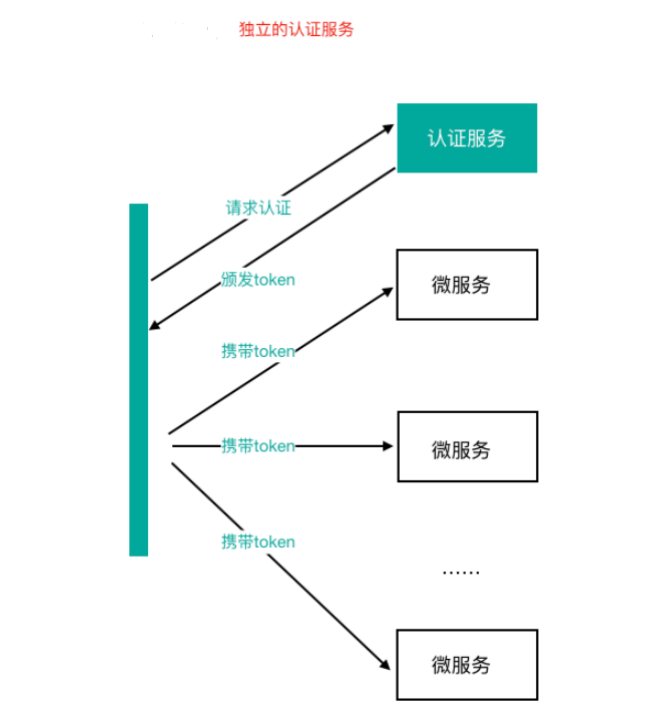 独立的认证服务
认证服务
请求认证
颁发token
微服务
携带token
携带token
微服务
携带token
……
微服务